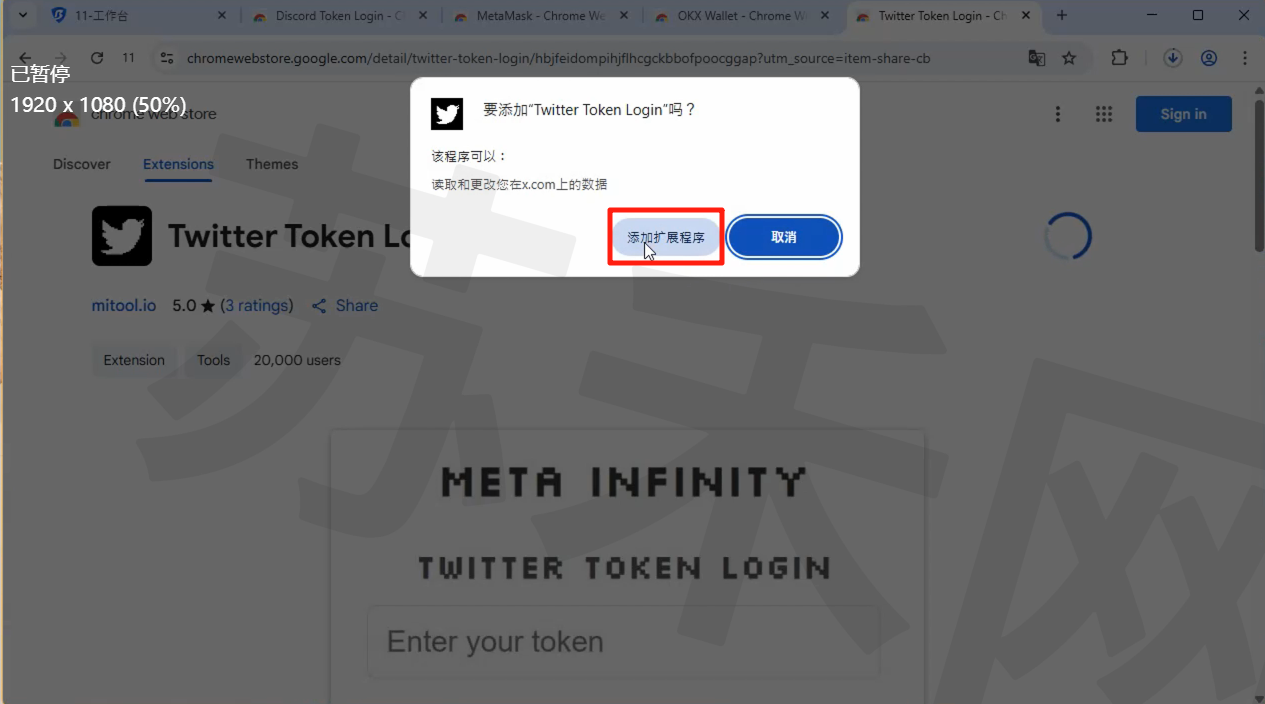 11-工作台
Discord Token Login - C
MetaMask - Chrome We
OKX Wallet - Chrome W
Twitter Token Login - Ch
11
chromewebstore.google.com/detail/twitter-token-login/hbjfeidompihjflhcgckbbofpoocggap?utm_source=item-share-cb
已暂停
1920 x 1080 (50%)
chrome web store
Sign in
要添加“Twitter Token Login”吗？
该程序可以：
读取和更改您在x.com上的数据
添加扩展程序
取消
Discover
Extensions
Themes
Twitter Token Lo
mitool.io 5.0 ★ (3 ratings) Share
Extension Tools 20,000 users
META INFINITY
TWITTER TOKEN LOGIN
Enter your token
苏米网